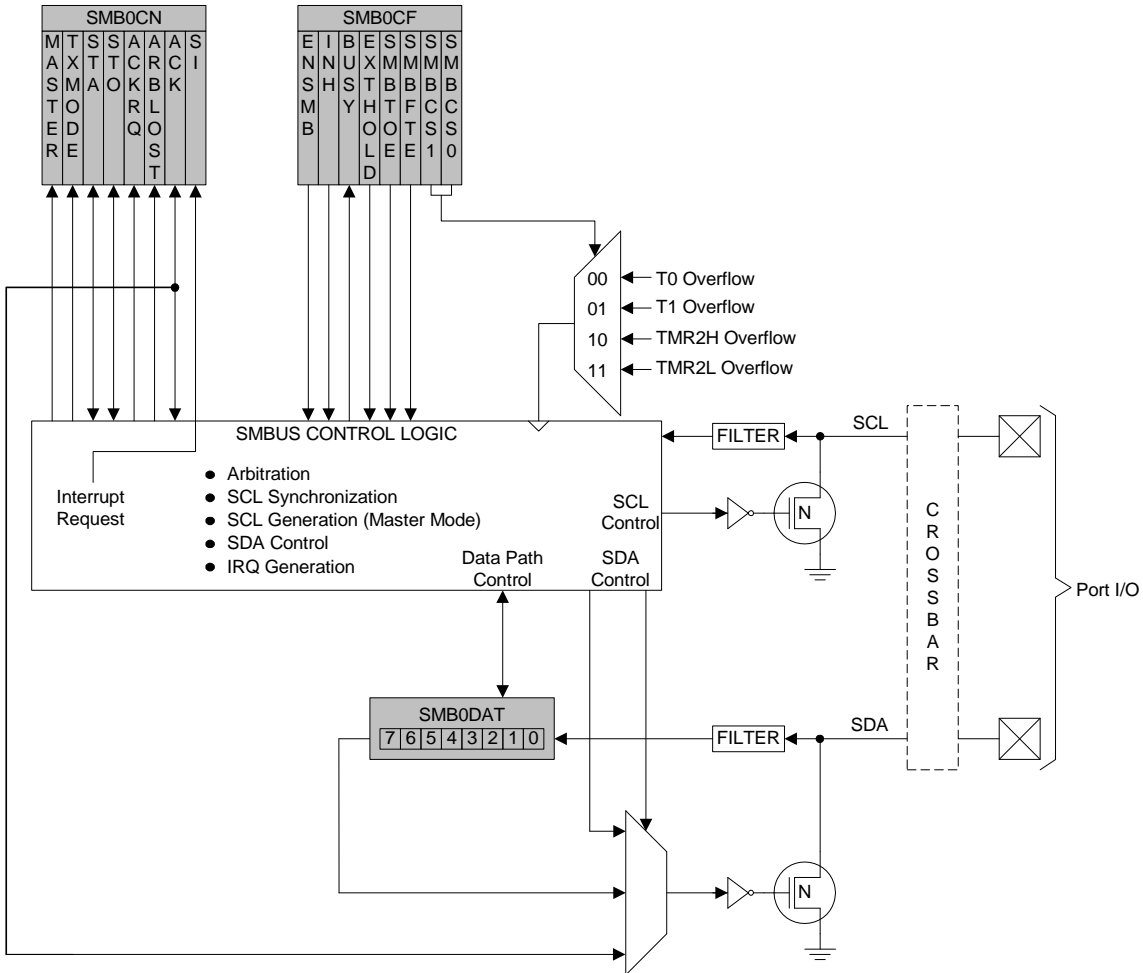 SMB0CN
MASTER
TXMODE
STA
STO
ACKRQ
ARBLOST
ACK
SI
SMB0CF
ENSMB
INH
BUSY
EXTHOLD
SMBTOE
SMBFTE
SMBCS1
SMBCS0
00 T0 Overflow
01 T1 Overflow
10 TMR2H Overflow
11 TMR2L Overflow
SMBUS CONTROL LOGIC
● Arbitration
● SCL Synchronization
● SCL Generation (Master Mode)
● SDA Control
● IRQ Generation
Interrupt
Request
Data Path
Control
SCL
Control
SDA
Control
FILTER
SCL
N
CROSSBAR
Port I/O
SMB0DAT
7 6 5 4 3 2 1 0
FILTER
SDA
N